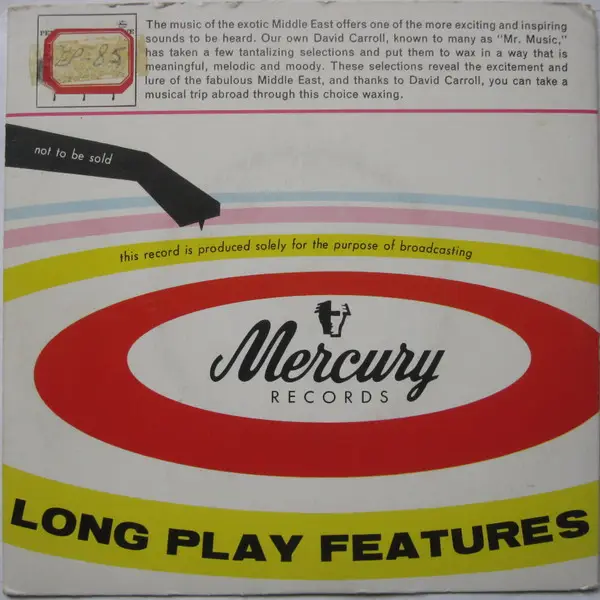 The music of the exotic Middle East offers one of the more exciting and inspiring
sounds to be heard. Our own David Carroll, known to many as "Mr. Music,"
has taken a few tantalizing selections and put them to wax in a way that is
meaningful, melodic and moody. These selections reveal the excitement and
lure of the fabulous Middle East, and thanks to David Carroll, you can take a
musical trip abroad through this choice waxing.
EP-85
not to be sold
this record is produced solely for the purpose of broadcasting
Mercury
RECORDS
LONG PLAY FEATURES